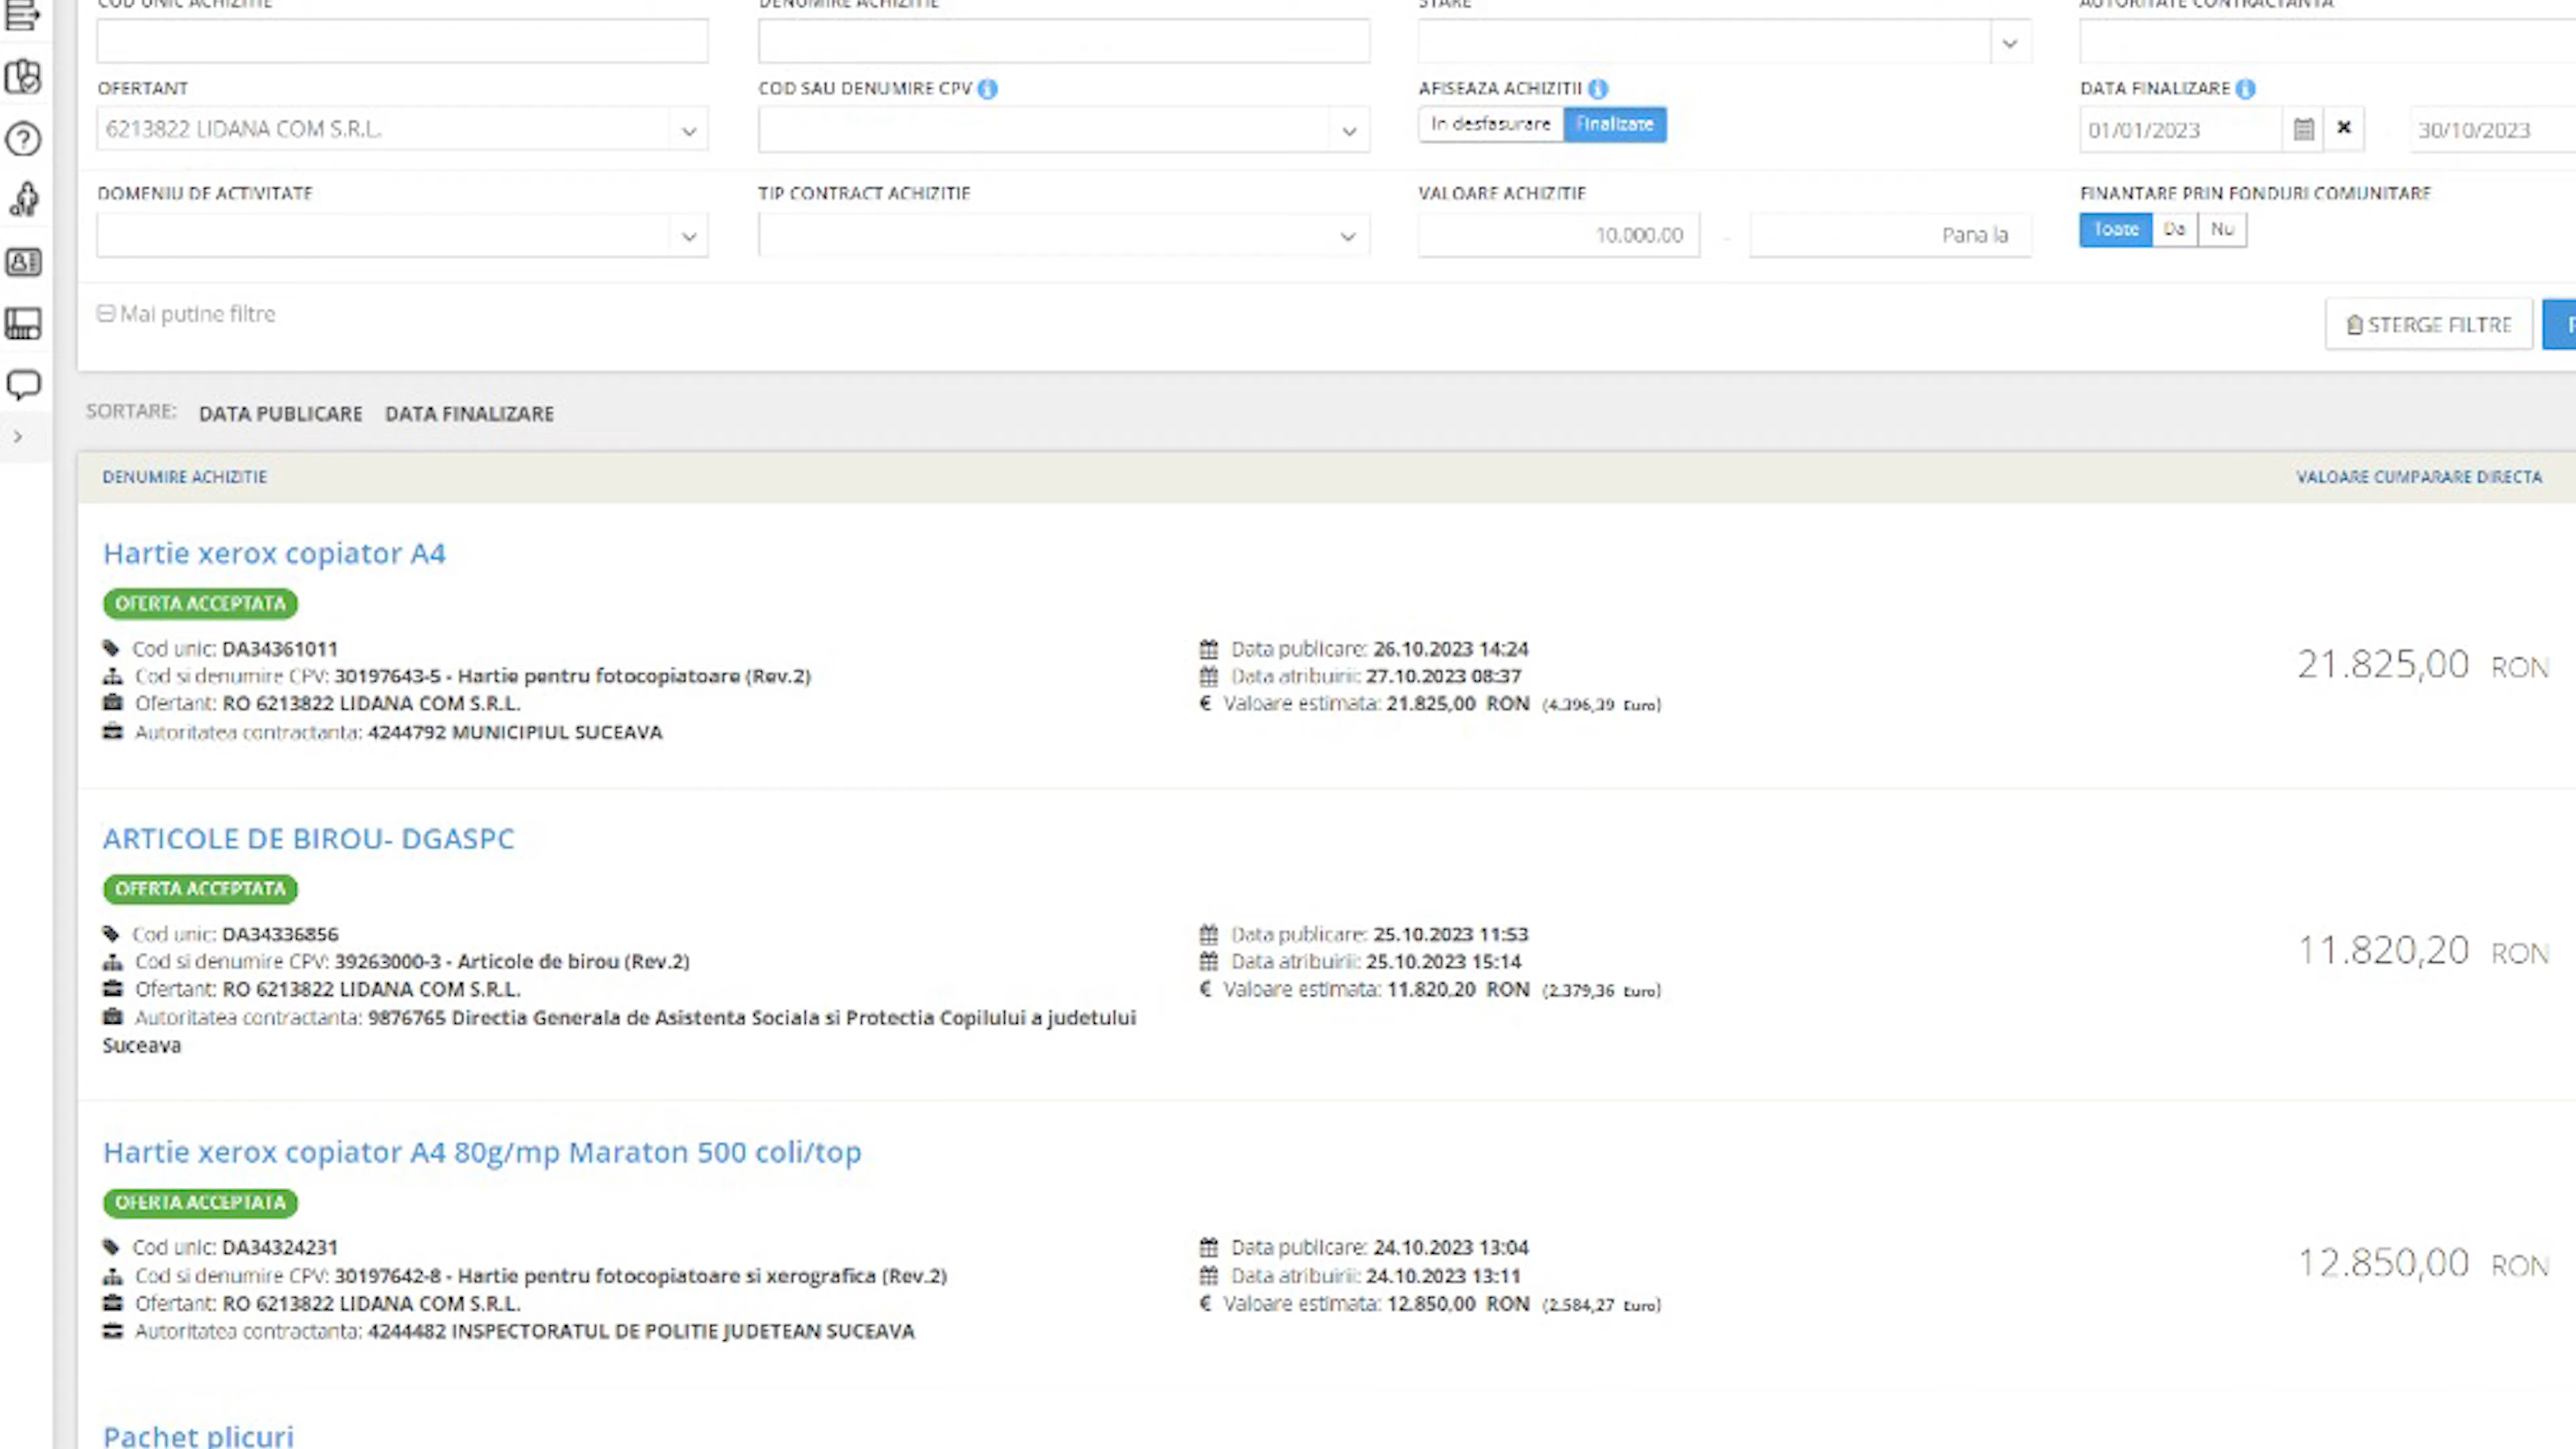 COD UNIC ACHIZITIE DENUMIRE ACHIZITIE STARE AUTORITATE CONTRACTANTA
OFERTANT COD SAU DENUMIRE CPV AFISEAZA ACHIZITII DATA FINALIZARE
6213822 LIDANA COM S.R.L. In desfasurare Finalizate 01/01/2023 30/10/2023
DOMENIU DE ACTIVITATE TIP CONTRACT ACHIZITIE VALOARE ACHIZITIE FINANTARE PRIN FONDURI COMUNITARE
10.000.00 - Pana la Toate Da Nu
Mai putine filtre STERGE FILTRE
SORTARE: DATA PUBLICARE DATA FINALIZARE
DENUMIRE ACHIZITIE VALOARE CUMPARARE DIRECTA
Hartie xerox copiator A4
OFERTA ACCEPTATA
Cod unic: DA34361011 Data publicare: 26.10.2023 14:24
Cod si denumire CPV: 30197643-5 - Hartie pentru fotocopiatoare (Rev.2) Data atribuirii: 27.10.2023 08:37 21.825,00 RON
Ofertant: RO 6213822 LIDANA COM S.R.L. € Valoare estimata: 21.825,00 RON (4.396,39 Euro)
Autoritatea contractanta: 4244792 MUNICIPIUL SUCEAVA
ARTICOLE DE BIROU- DGASPC
OFERTA ACCEPTATA
Cod unic: DA34336856 Data publicare: 25.10.2023 11:53
Cod si denumire CPV: 39263000-3 - Articole de birou (Rev.2) Data atribuirii: 25.10.2023 15:14 11.820,20 RON
Ofertant: RO 6213822 LIDANA COM S.R.L. € Valoare estimata: 11.820,20 RON (2.379,36 Euro)
Autoritatea contractanta: 9876765 Directia Generala de Asistenta Sociala si Protectia Copilului a judetului
Suceava
Hartie xerox copiator A4 80g/mp Maraton 500 coli/top
OFERTA ACCEPTATA
Cod unic: DA34324231 Data publicare: 24.10.2023 13:04
Cod si denumire CPV: 30197642-8 - Hartie pentru fotocopiatoare si xerografica (Rev.2) Data atribuirii: 24.10.2023 13:11 12.850,00 RON
Ofertant: RO 6213822 LIDANA COM S.R.L. € Valoare estimata: 12.850,00 RON (2.584,27 Euro)
Autoritatea contractanta: 4244482 INSPECTORATUL DE POLITIE JUDETEAN SUCEAVA
Pachet plicuri